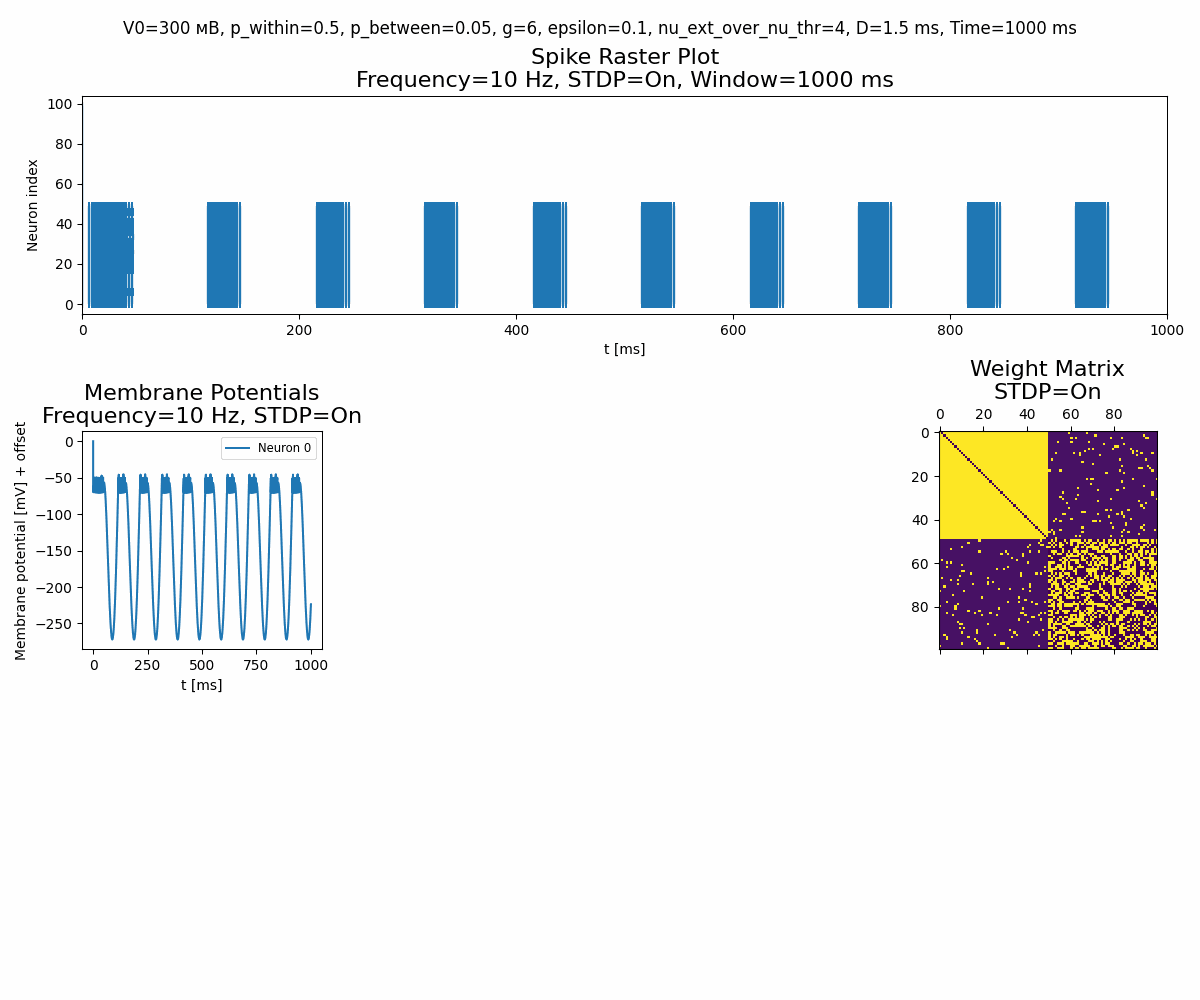 V0=300 мВ, p_within=0.5, p_between=0.05, g=6, epsilon=0.1, nu_ext_over_nu_thr=4, D=1.5 ms, Time=1000 ms
Spike Raster Plot
Frequency=10 Hz, STDP=On, Window=1000 ms
100
80
60
40
20
0
Neuron index
0 200 400 600 800 1000
t [ms]
Membrane Potentials
Frequency=10 Hz, STDP=On
0
−50
−100
−150
−200
−250
Membrane potential [mV] + offset
Neuron 0
0 250 500 750 1000
t [ms]
Weight Matrix
STDP=On
0 20 40 60 80
0
20
40
60
80